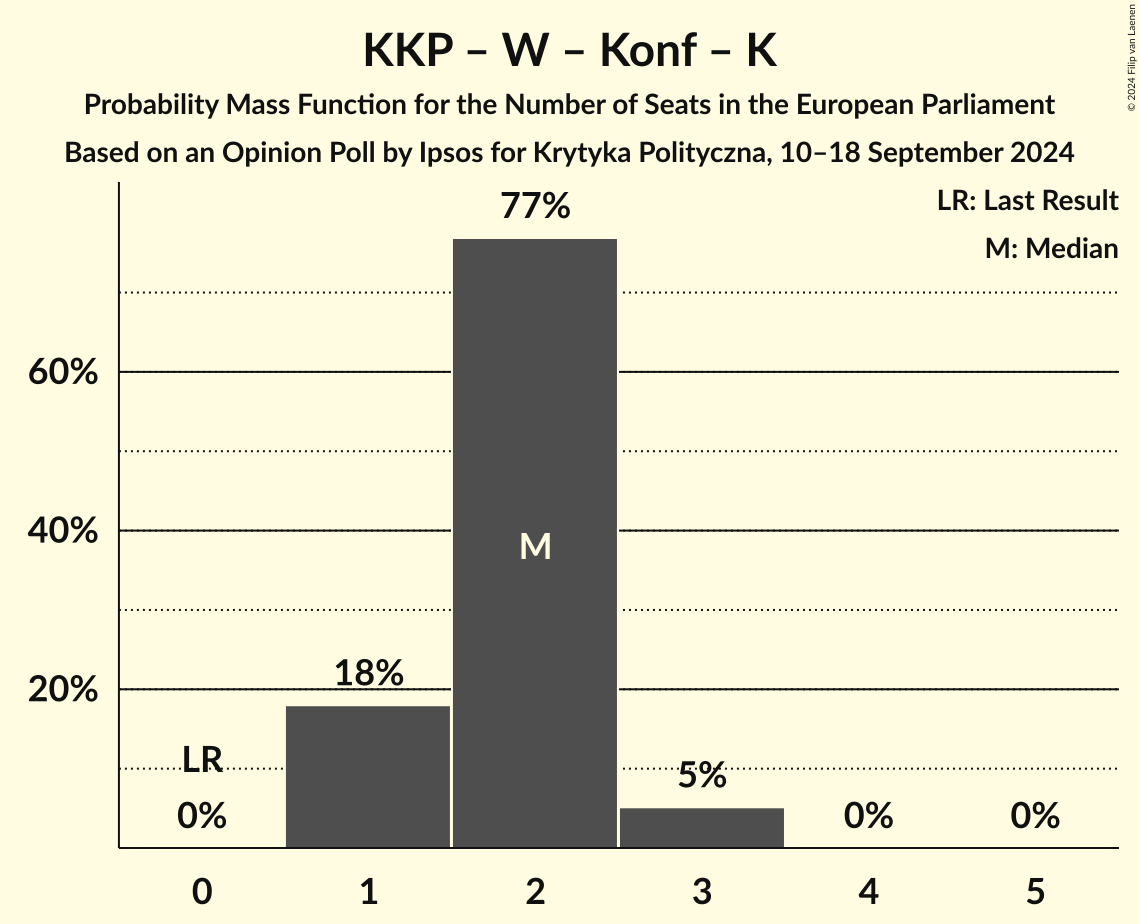 KKP – W – Konf – K
Probability Mass Function for the Number of Seats in the European Parliament
Based on an Opinion Poll by Ipsos for Krytyka Polityczna, 10–18 September 2024
© 2024 Filip van Laenen
LR: Last Result
M: Median
77%
60%
40%
M
20%
18%
LR
5%
0%
0%
0%
0 1 2 3 4 5